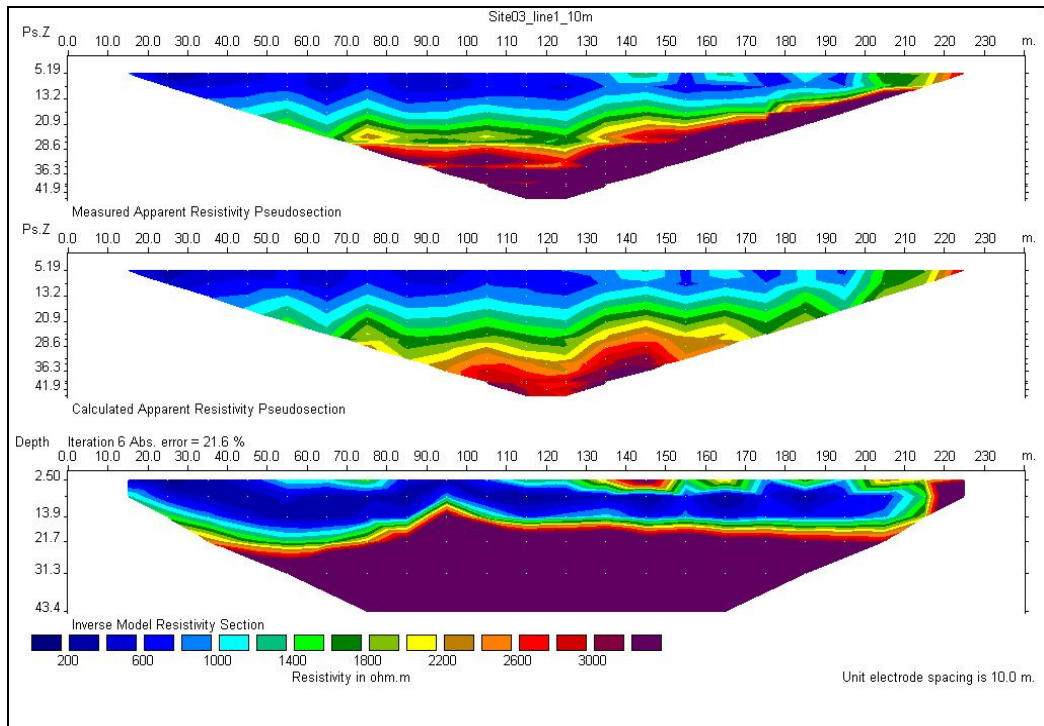 Site03_line1_10m
Ps.Z 0.0 10.0 20.0 30.0 40.0 50.0 60.0 70.0 80.0 90.0 100 110 120 130 140 150 160 170 180 190 200 210 220 230 m.
5.19
13.2
20.9
28.6
36.3
41.9
Measured Apparent Resistivity Pseudosection
Ps.Z 0.0 10.0 20.0 30.0 40.0 50.0 60.0 70.0 80.0 90.0 100 110 120 130 140 150 160 170 180 190 200 210 220 230 m.
5.19
13.2
20.9
28.6
36.3
41.9
Calculated Apparent Resistivity Pseudosection
Depth Iteration 6 Abs. error = 21.6 %
0.0 10.0 20.0 30.0 40.0 50.0 60.0 70.0 80.0 90.0 100 110 120 130 140 150 160 170 180 190 200 210 220 230 m.
2.50
13.9
21.7
31.3
43.4
Inverse Model Resistivity Section
200 600 1000 1400 1800 2200 2600 3000
Resistivity in ohm.m
Unit electrode spacing is 10.0 m.